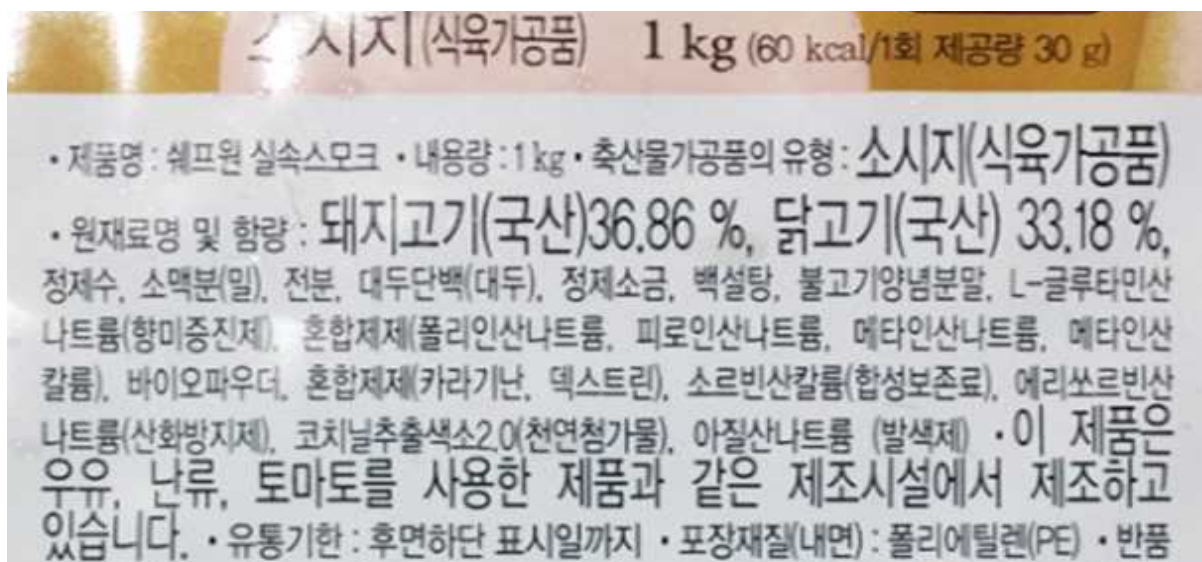 소시지(식육가공품) 1 kg (60 kcal/1회 제공량 30 g)
• 제품명 : 쉐프원 실속스모크 • 내용량 : 1 kg • 축산물가공품의 유형 : 소시지(식육가공품)
• 원재료명 및 함량 : 돼지고기(국산)36.86 %, 닭고기(국산) 33.18 %,
정제수, 소맥분(밀), 전분, 대두단백(대두), 정제소금, 백설탕, 불고기양념분말, L-글루타민산
나트륨(향미증진제), 혼합제제(폴리인산나트륨, 피로인산나트륨, 메타인산나트륨, 메타인산
칼륨), 바이오파우더, 혼합제제(카라기난, 덱스트린), 소르빈산칼륨(합성보존료), 에리쏘르빈산
나트륨(산화방지제), 코치닐추출색소2.0(천연첨가물), 아질산나트륨 (발색제) • 이 제품은
우유, 난류, 토마토를 사용한 제품과 같은 제조시설에서 제조하고
있습니다. • 유통기한 : 후면하단 표시일까지 • 포장재질(내면) : 폴리에틸렌(PE) • 반품